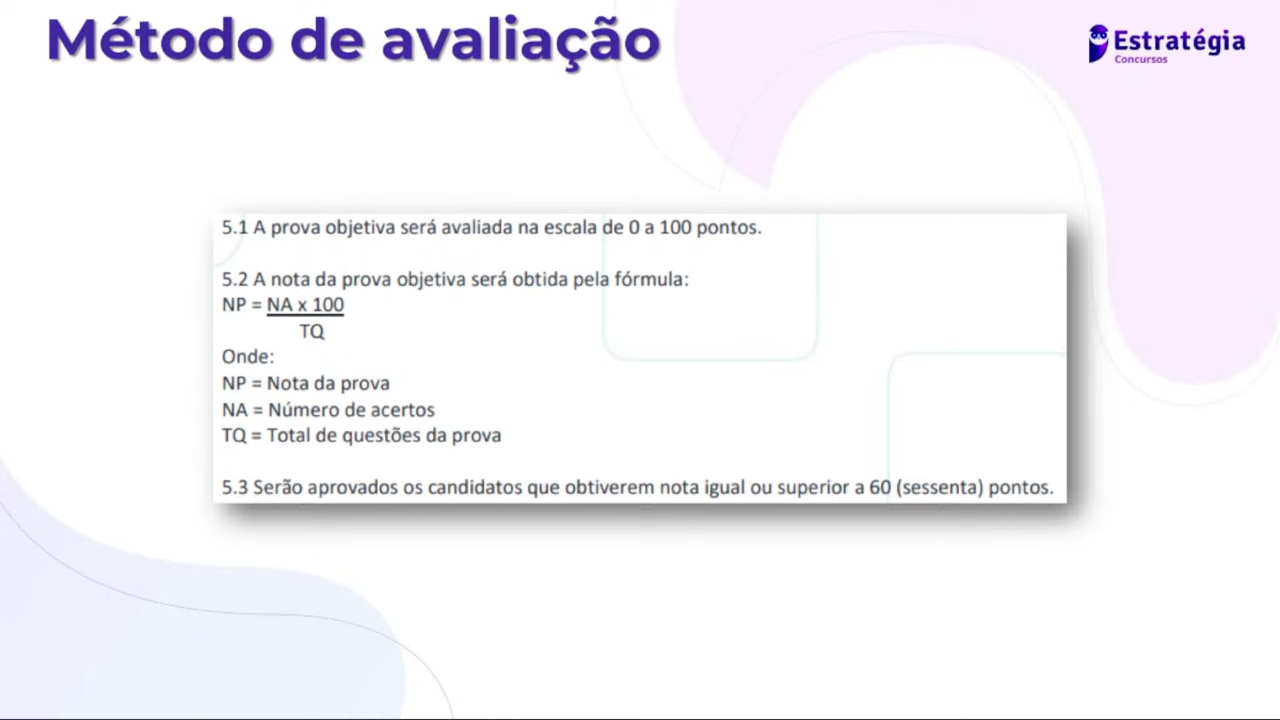 Método de avaliação
Estratégia
Concursos
5.1 A prova objetiva será avaliada na escala de 0 a 100 pontos.
5.2 A nota da prova objetiva será obtida pela fórmula:
NP = NA x 100
TQ
Onde:
NP = Nota da prova
NA = Número de acertos
TQ = Total de questões da prova
5.3 Serão aprovados os candidatos que obtiverem nota igual ou superior a 60 (sessenta) pontos.